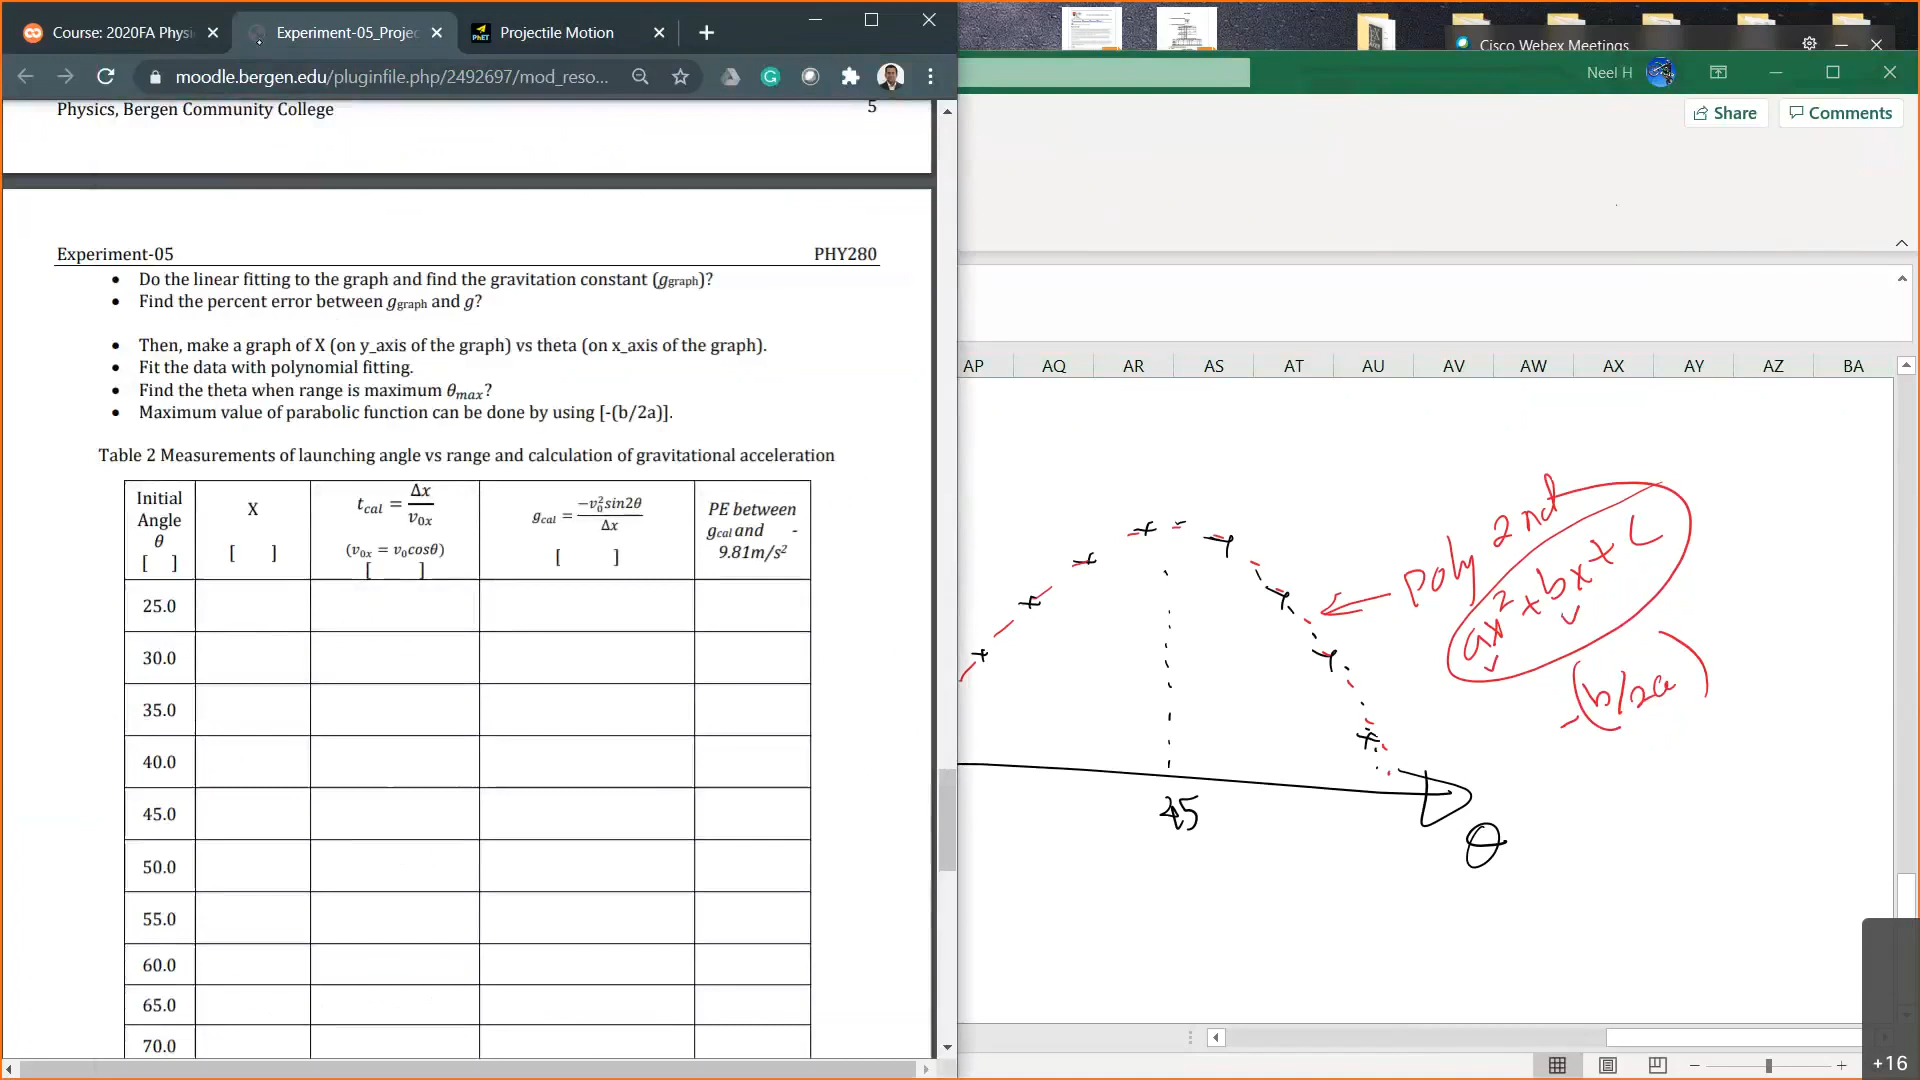 Course: 2020FA Physi
Experiment-05_Projec
Projectile Motion
Cisco Webex Meetings
moodle.bergen.edu/pluginfile.php/2492697/mod_reso...
Neel H
Share
Comments
Physics, Bergen Community College 5
Experiment-05 PHY280
• Do the linear fitting to the graph and find the gravitation constant (ggraph)?
• Find the percent error between ggraph and g?
• Then, make a graph of X (on y_axis of the graph) vs theta (on x_axis of the graph).
• Fit the data with polynomial fitting.
• Find the theta when range is maximum θmax?
• Maximum value of parabolic function can be done by using [-(b/2a)].
Table 2 Measurements of launching angle vs range and calculation of gravitational acceleration
Initial Angle θ [ ]
X [ ]
tcal = Δx / v0x
(v0x = v0cosθ) [ ]
gcal = −v0²sin2θ / Δx [ ]
PE between gcal and - 9.81m/s²
25.0
30.0
35.0
40.0
45.0
50.0
55.0
60.0
65.0
70.0
AP AQ AR AS AT AU AV AW AX AY AZ BA
Poly 2nd
ax²+bx+c
-(b/2a)
45
θ
+16